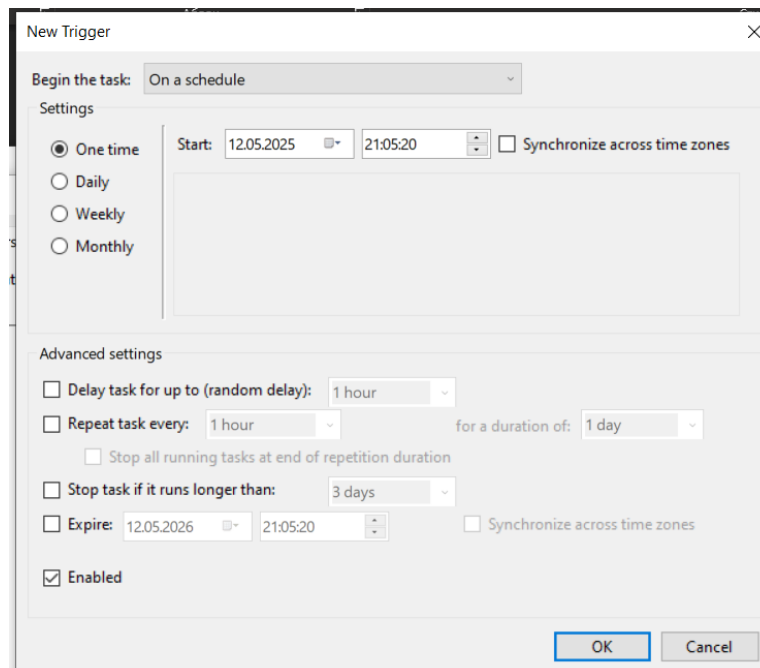 New Trigger
Begin the task: On a schedule
Settings
One time
Start: 12.05.2025 21:05:20 Synchronize across time zones
Daily
Weekly
Monthly
Advanced settings
Delay task for up to (random delay): 1 hour
Repeat task every: 1 hour for a duration of: 1 day
Stop all running tasks at end of repetition duration
Stop task if it runs longer than: 3 days
Expire: 12.05.2026 21:05:20 Synchronize across time zones
Enabled
OK Cancel